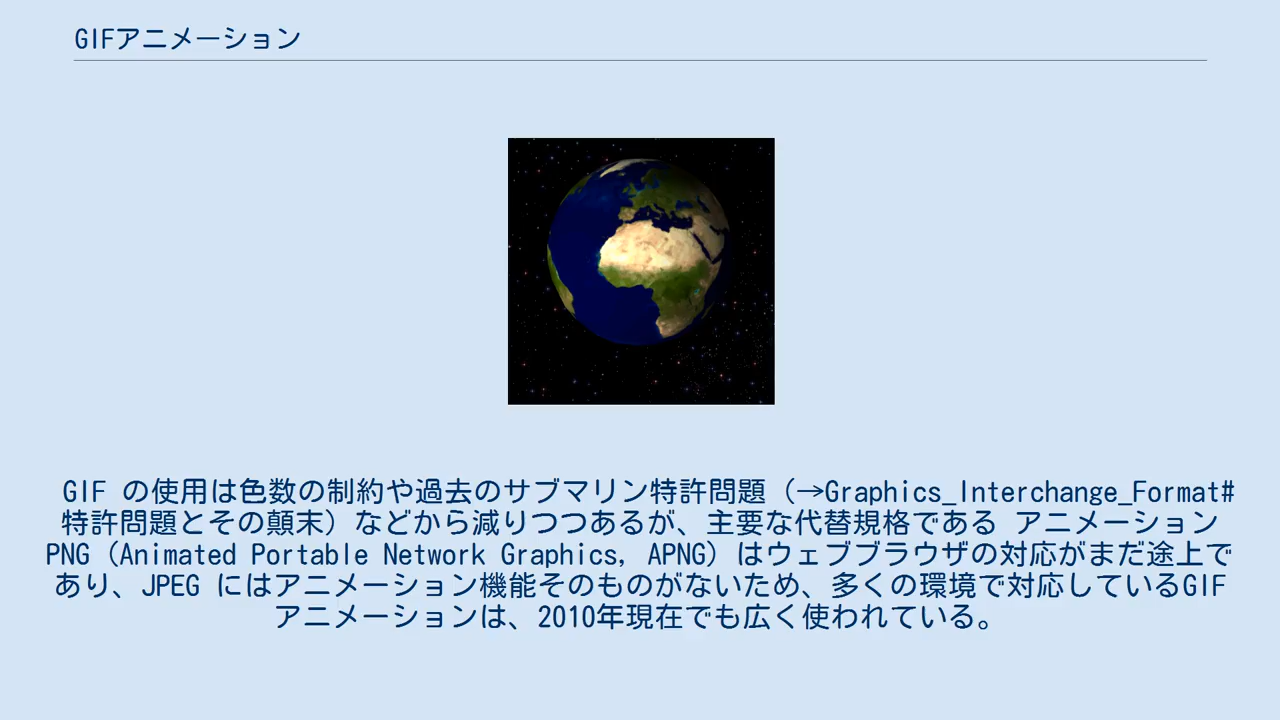 GIFアニメーション
GIF の使用は色数の制約や過去のサブマリン特許問題（→Graphics_Interchange_Format#
特許問題とその顛末）などから減りつつあるが、主要な代替規格である アニメーション
PNG（Animated Portable Network Graphics, APNG）はウェブブラウザの対応がまだ途上で
あり、JPEG にはアニメーション機能そのものがないため、多くの環境で対応しているGIF
アニメーションは、2010年現在でも広く使われている。